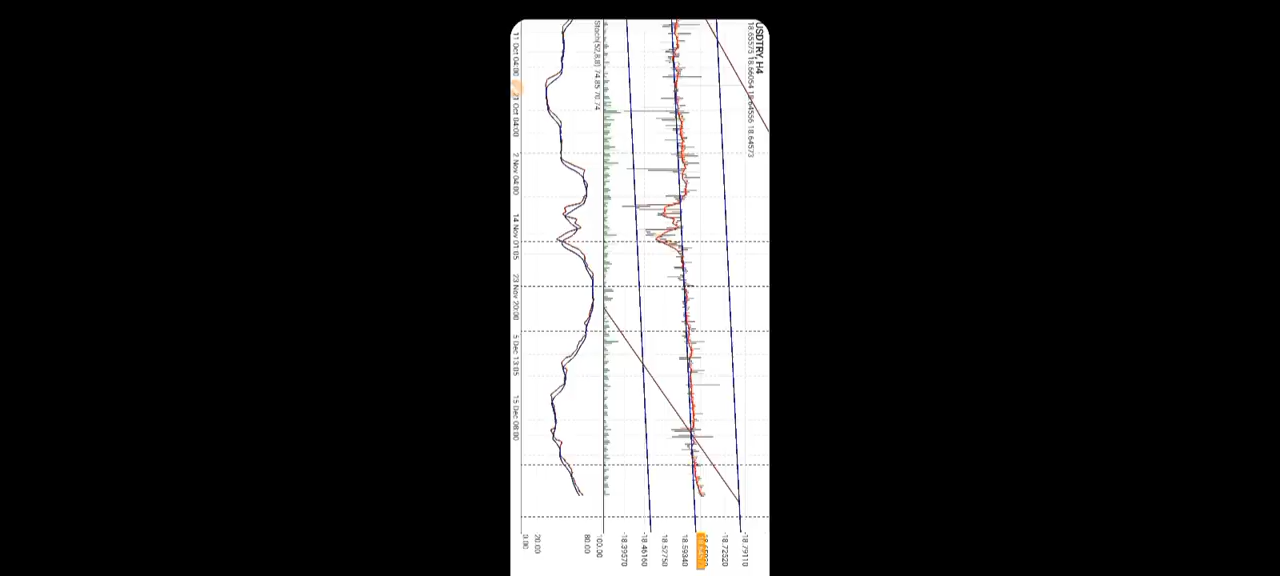 USDTRY, H4
18.65575 18.66054 18.64556 18.64573
18.79110
18.72520
18.59340
18.52750
18.46160
18.39570
Stoch(52,8,8) 74.85 70.74
100.00
80.00
20.00
0.00
11 Oct 04:00
21 Oct 04:00
2 Nov 04:00
14 Nov 01:05
23 Nov 20:00
5 Dec 13:05
15 Dec 08:00